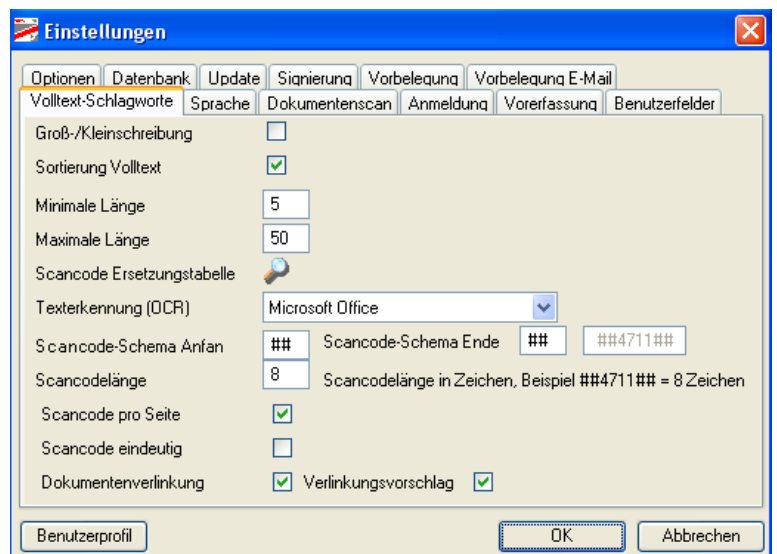 Einstellungen
Optionen Datenbank Update Signierung Vorbelegung Vorbelegung E-Mail
Volltext-Schlagworte Sprache Dokumentenscan Anmeldung Vorerfassung Benutzerfelder
Groß-/Kleinschreibung
Sortierung Volltext
Minimale Länge 5
Maximale Länge 50
Scancode Ersetzungstabelle
Texterkennung (OCR) Microsoft Office
Scancode-Schema Anfan ## Scancode-Schema Ende ## ##4711##
Scancodelänge 8 Scancodelänge in Zeichen, Beispiel ##4711## = 8 Zeichen
Scancode pro Seite
Scancode eindeutig
Dokumentenverlinkung Verlinkungsvorschlag
Benutzerprofil OK Abbrechen